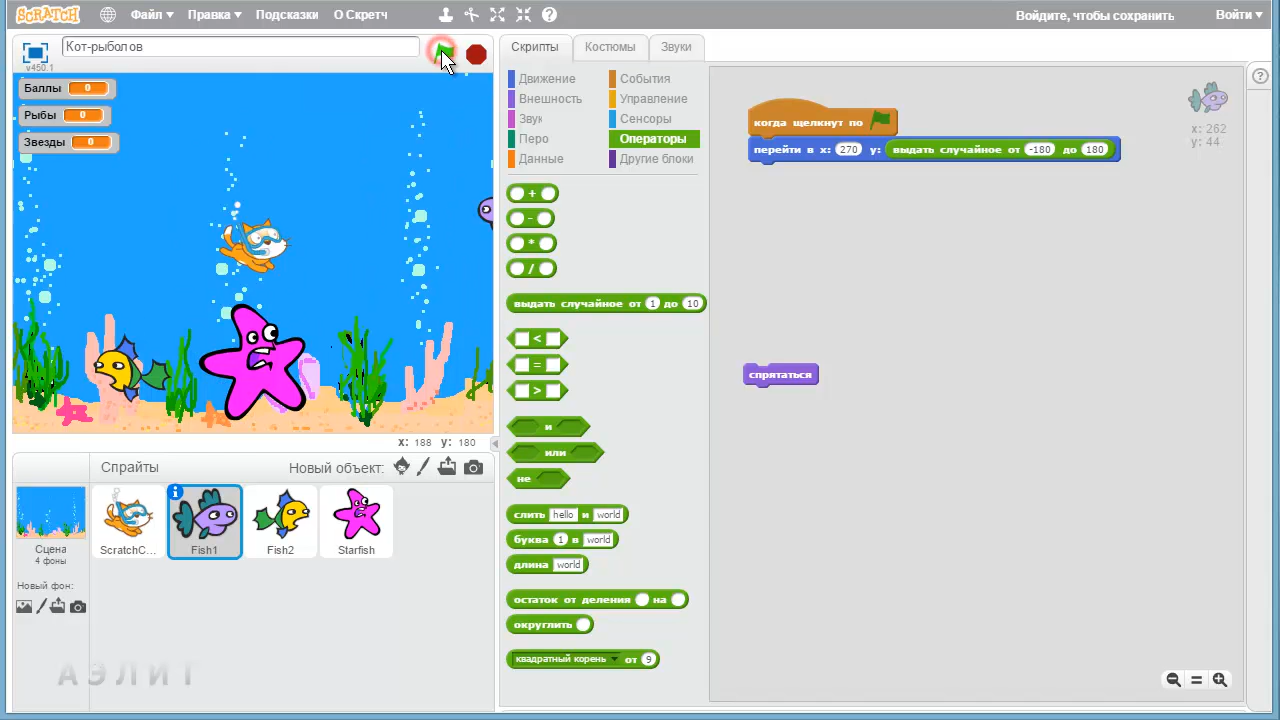 SCRATCH
Файл
Правка
Подсказки
О Скретч
Войдите, чтобы сохранить
Войти
v450.1
Кот-рыболов
Баллы 0
Рыбы 0
Звезды 0
x: 188 y: 180
Спрайты
Новый объект:
ScratchC...
Fish1
Fish2
Starfish
Сцена
4 фоны
Новый фон:
АЭЛИТ
Скрипты
Костюмы
Звуки
Движение
События
Внешность
Управление
Звук
Сенсоры
Перо
Операторы
Данные
Другие блоки
+
-
*
/
выдать случайное от 1 до 10
<
=
>
и
или
не
слить hello и world
буква 1 в world
длина world
остаток от деления на
округлить
квадратный корень от 9
когда щелкнут по
перейти в x: 270 y: выдать случайное от -180 до 180
спрятаться
x: 262
y: 44